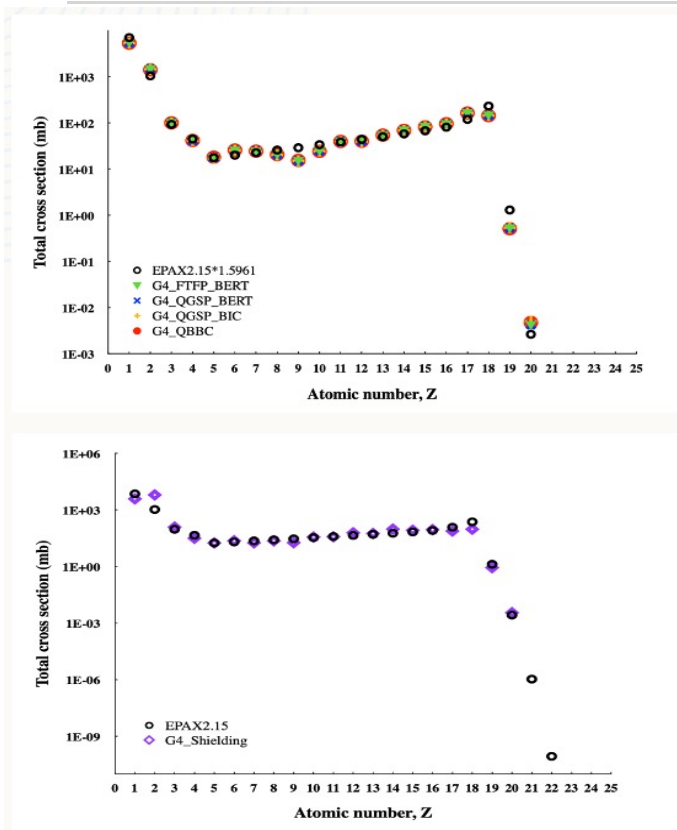 1E+03
1E+02
1E+01
1E+00
1E-01
1E-02
1E-03
Total cross section (mb)
EPAX2.15*1.5961
G4_FTFP_BERT
G4_QGSP_BERT
G4_QGSP_BIC
G4_QBBC
0 1 2 3 4 5 6 7 8 9 10 11 12 13 14 15 16 17 18 19 20 21 22 23 24 25
Atomic number, Z
1E+06
1E+03
1E+00
1E-03
1E-06
1E-09
Total cross section (mb)
EPAX2.15
G4_Shielding
0 1 2 3 4 5 6 7 8 9 10 11 12 13 14 15 16 17 18 19 20 21 22 23 24 25
Atomic number, Z